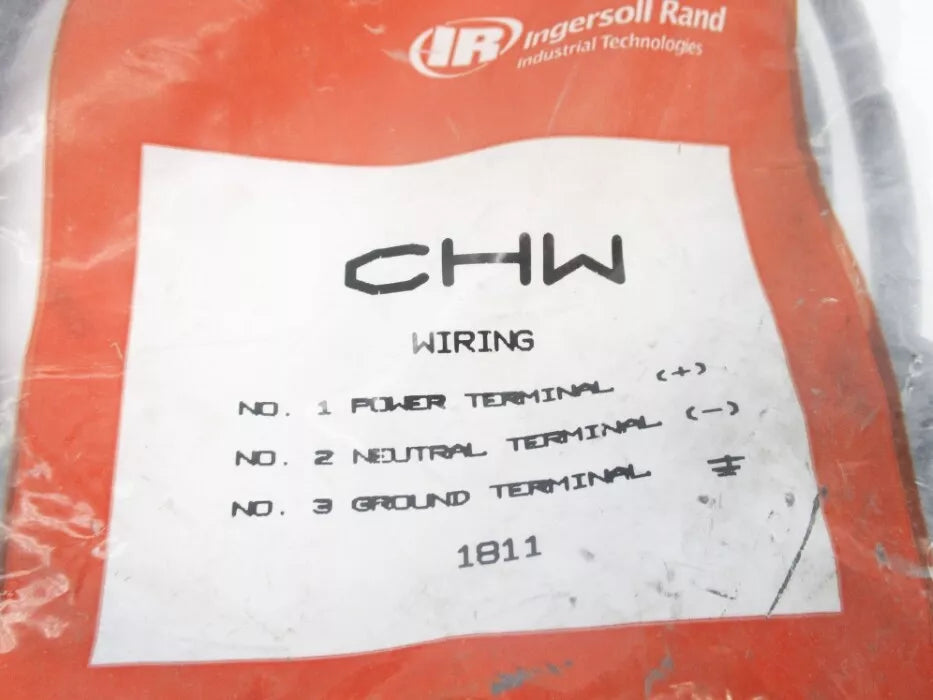 IR Ingersoll Rand
Industrial Technologies
CHW
WIRING
NO. 1 POWER TERMINAL (+)
NO. 2 NEUTRAL TERMINAL (-)
NO. 3 GROUND TERMINAL ⏚
1811